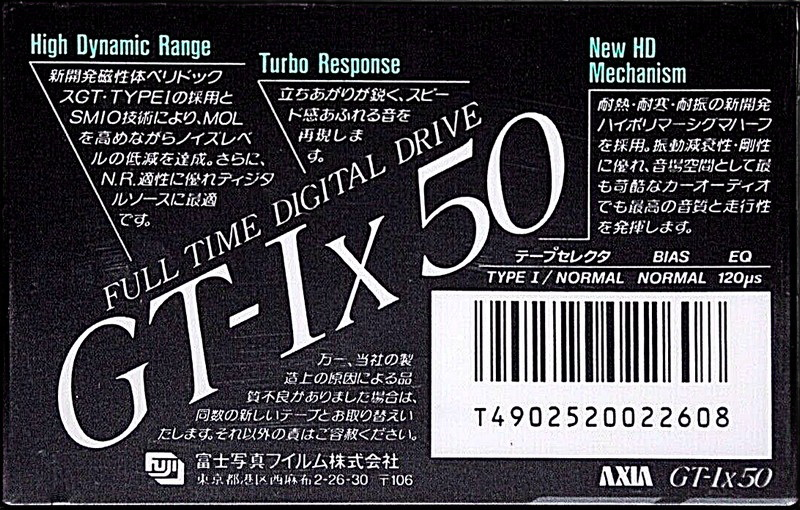 High Dynamic Range
新開発磁性体ベリドック
スGT・TYPEIの採用と
SMIO技術により、MOL
を高めながらノイズレベ
ルの低減を達成。さらに、
N.R.適性に優れディジタ
ルソースに最適
です。
Turbo Response
立ちあがりが鋭く、スピー
ド感あふれる音を
再現しま
す。
New HD
Mechanism
耐熱・耐寒・耐振の新開発
ハイポリマーシグマハーフ
を採用。振動減衰性・剛性
に優れ、音場空間として最
も苛酷なカーオーディオ
でも最高の音質と走行性
を発揮します。
FULL TIME DIGITAL DRIVE
GT-Ix 50
テープセレクタ BIAS EQ
TYPE I/NORMAL NORMAL 120μs
T4902520022608
万一、当社の製
造上の原因による品
質不良がありました場合は、
同数の新しいテープとお取り替えい
たします。それ以外の責はご容赦ください。
FUJI 富士写真フイルム株式会社
東京都港区西麻布2-26-30 〒106
AXIA GT-Ix50